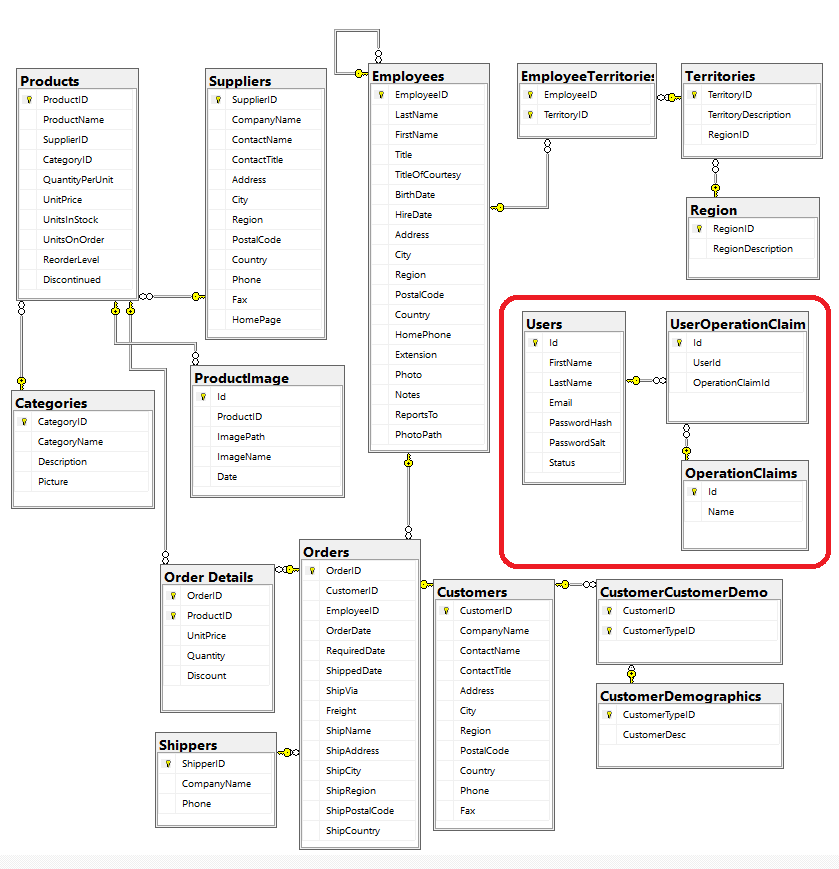 Products
ProductID
ProductName
SupplierID
CategoryID
QuantityPerUnit
UnitPrice
UnitsInStock
UnitsOnOrder
ReorderLevel
Discontinued
Suppliers
SupplierID
CompanyName
ContactName
ContactTitle
Address
City
Region
PostalCode
Country
Phone
Fax
HomePage
Employees
EmployeeID
LastName
FirstName
Title
TitleOfCourtesy
BirthDate
HireDate
Address
City
Region
PostalCode
Country
HomePhone
Extension
Photo
Notes
ReportsTo
PhotoPath
EmployeeTerritories
EmployeeID
TerritoryID
Territories
TerritoryID
TerritoryDescription
RegionID
Region
RegionID
RegionDescription
Users
Id
FirstName
LastName
Email
PasswordHash
PasswordSalt
Status
UserOperationClaim
Id
UserId
OperationClaimId
OperationClaims
Id
Name
Categories
CategoryID
CategoryName
Description
Picture
ProductImage
Id
ProductID
ImagePath
ImageName
Date
Order Details
OrderID
ProductID
UnitPrice
Quantity
Discount
Orders
OrderID
CustomerID
EmployeeID
OrderDate
RequiredDate
ShippedDate
ShipVia
Freight
ShipName
ShipAddress
ShipCity
ShipRegion
ShipPostalCode
ShipCountry
Customers
CustomerID
CompanyName
ContactName
ContactTitle
Address
City
Region
PostalCode
Country
Phone
Fax
CustomerCustomerDemo
CustomerID
CustomerTypeID
CustomerDemographics
CustomerTypeID
CustomerDesc
Shippers
ShipperID
CompanyName
Phone